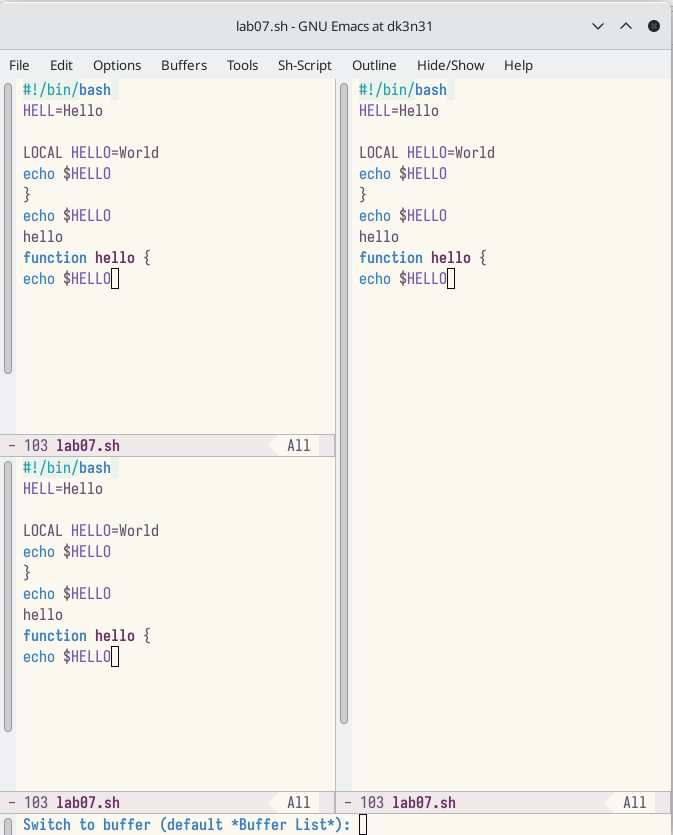 lab07.sh - GNU Emacs at dk3n31
File Edit Options Buffers Tools Sh-Script Outline Hide/Show Help
#!/bin/bash
HELL=Hello
LOCAL HELLO=World
echo $HELLO
}
echo $HELLO
hello
function hello {
echo $HELLO
- 103 lab07.sh All
#!/bin/bash
HELL=Hello
LOCAL HELLO=World
echo $HELLO
}
echo $HELLO
hello
function hello {
echo $HELLO
- 103 lab07.sh All
#!/bin/bash
HELL=Hello
LOCAL HELLO=World
echo $HELLO
}
echo $HELLO
hello
function hello {
echo $HELLO
- 103 lab07.sh All
Switch to buffer (default *Buffer List*):